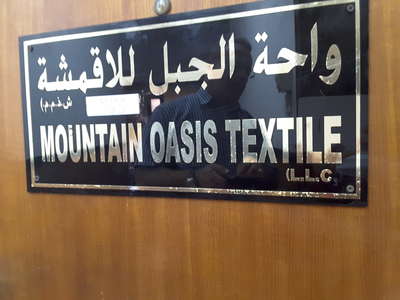 واحة الجبل للاقمشة
(ش.ذ.م.م)
MOUNTAIN OASIS TEXTILE
(L.L.C